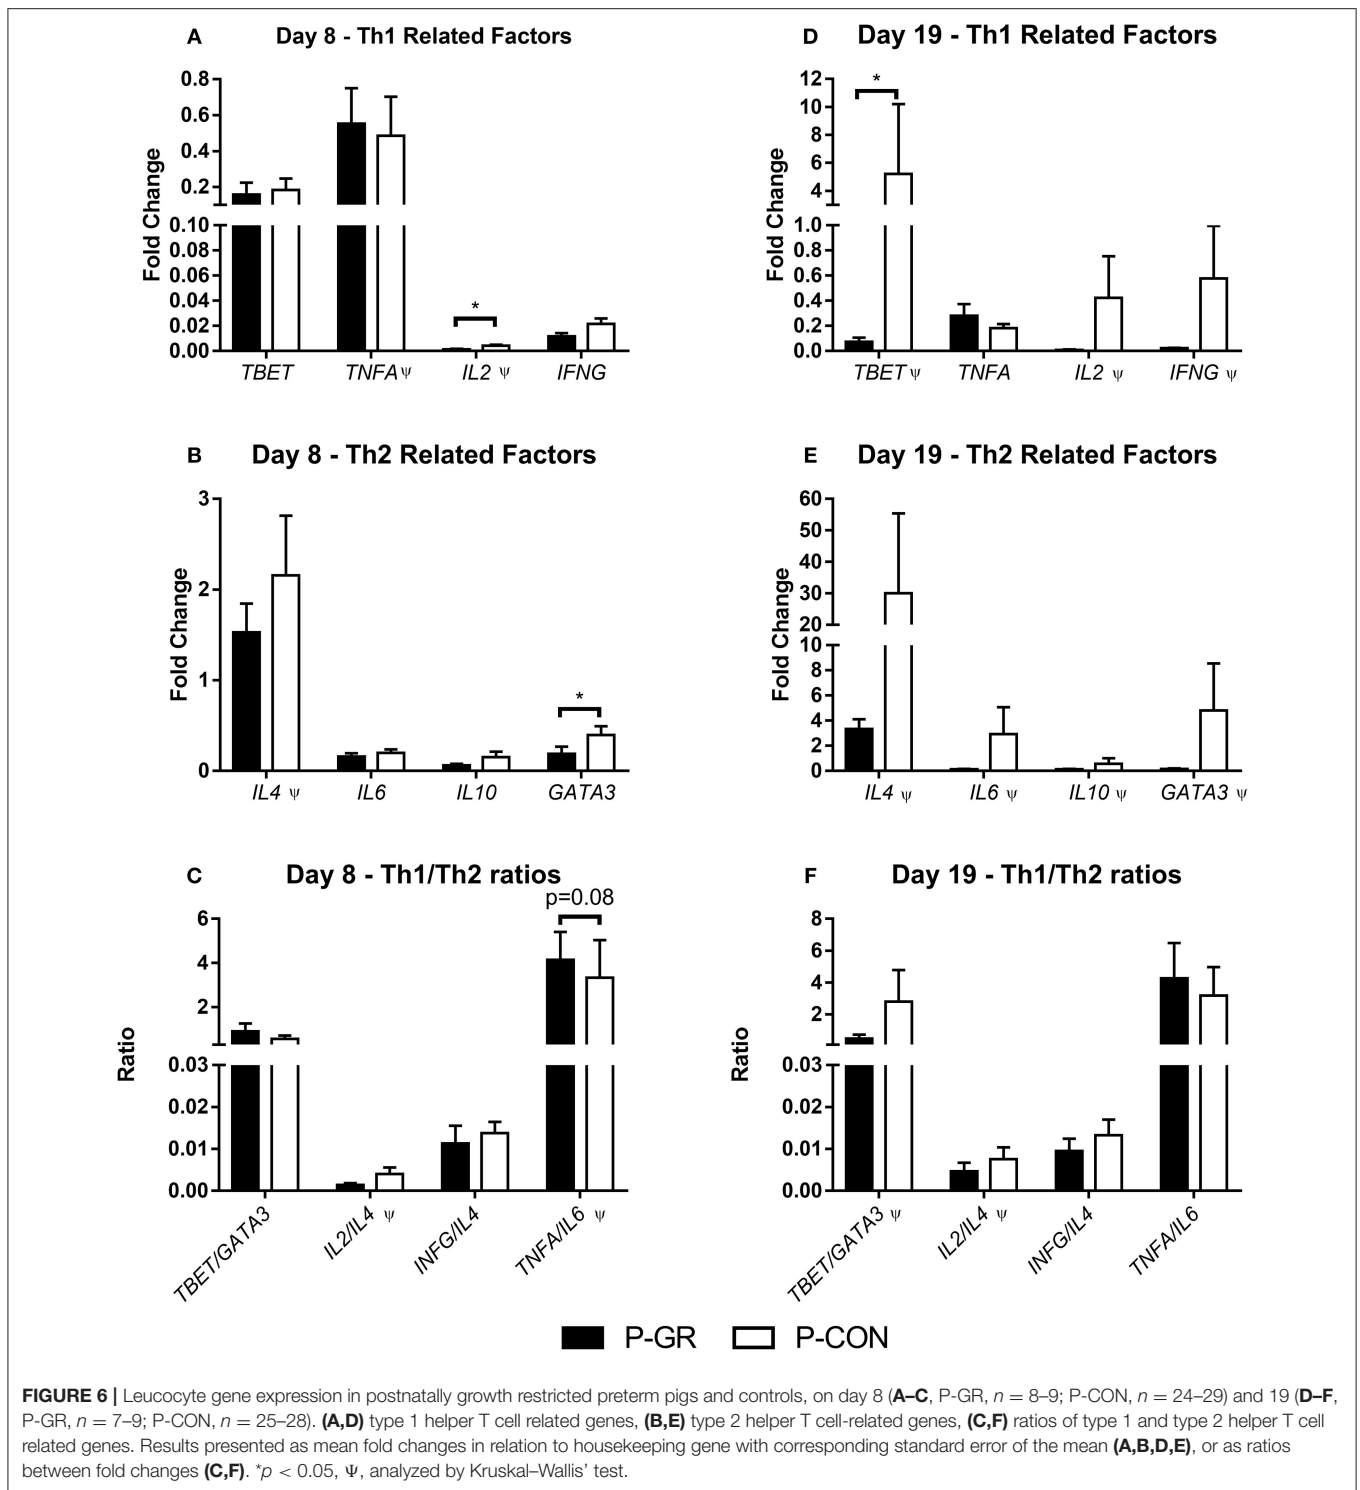 A Day 8 - Th1 Related Factors
Fold Change
0.8
0.6
0.4
0.2
0.10
0.08
0.06
0.04
0.02
0.00
*
TBET TNFA Ψ IL2 Ψ IFNG
D Day 19 - Th1 Related Factors
Fold Change
12
10
8
6
4
1.0
0.8
0.6
0.4
0.2
0.0
*
TBET Ψ TNFA IL2 Ψ IFNG Ψ
B Day 8 - Th2 Related Factors
Fold Change
3
2
1
0
*
IL4 Ψ IL6 IL10 GATA3
E Day 19 - Th2 Related Factors
Fold Change
60
50
40
30
20
10
8
6
4
2
0
IL4 Ψ IL6 Ψ IL10 Ψ GATA3 Ψ
C Day 8 - Th1/Th2 ratios
p=0.08
Ratio
6
4
2
0.03
0.02
0.01
0.00
TBET/GATA3 IL2/IL4 Ψ INFG/IL4 TNFA/IL6 Ψ
F Day 19 - Th1/Th2 ratios
Ratio
8
6
4
2
0.03
0.02
0.01
0.00
TBET/GATA3 Ψ IL2/IL4 Ψ INFG/IL4 TNFA/IL6
P-GR P-CON
FIGURE 6 | Leucocyte gene expression in postnatally growth restricted preterm pigs and controls, on day 8 (A–C, P-GR, n = 8–9; P-CON, n = 24–29) and 19 (D–F,
P-GR, n = 7–9; P-CON, n = 25–28). (A,D) type 1 helper T cell related genes, (B,E) type 2 helper T cell-related genes, (C,F) ratios of type 1 and type 2 helper T cell
related genes. Results presented as mean fold changes in relation to housekeeping gene with corresponding standard error of the mean (A,B,D,E), or as ratios
between fold changes (C,F). *p < 0.05, Ψ, analyzed by Kruskal–Wallis' test.